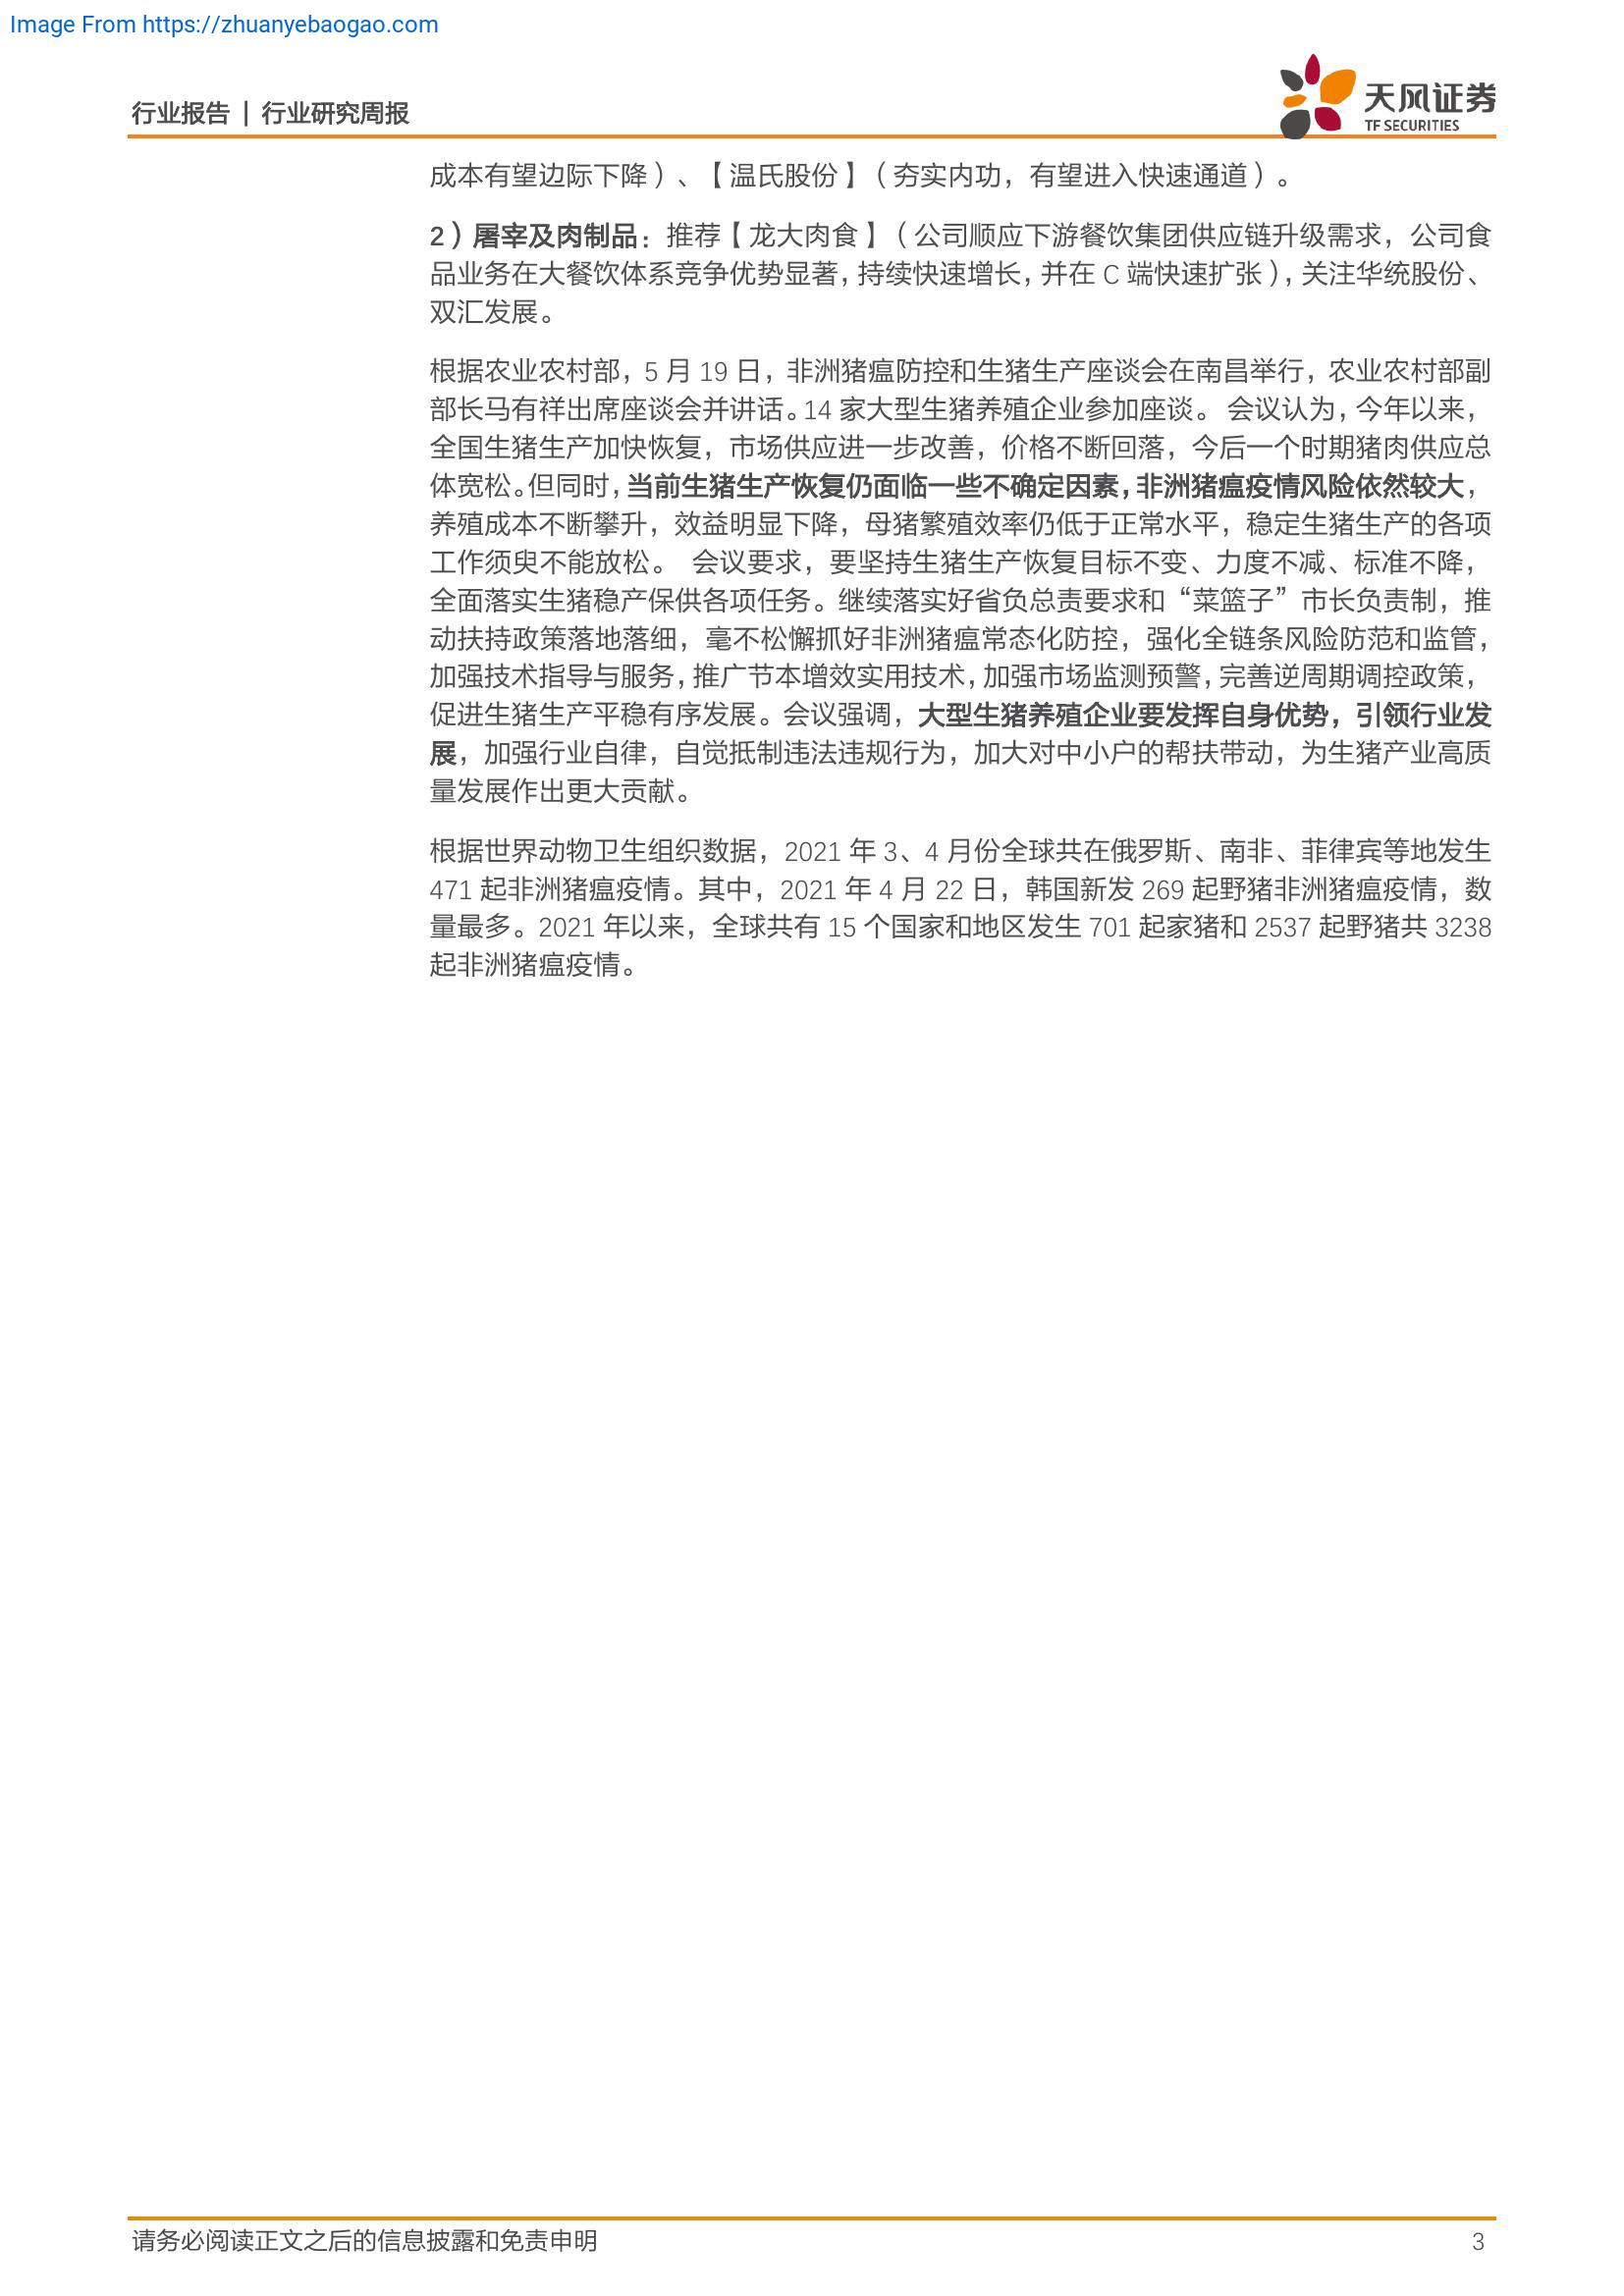 Image From https://zhuanyebaogao.com
行业报告 | 行业研究周报
天风证券
TF SECURITIES
成本有望边际下降）、【温氏股份】（夯实内功，有望进入快速通道）。
2）屠宰及肉制品：推荐【龙大肉食】（公司顺应下游餐饮集团供应链升级需求，公司食
品业务在大餐饮体系竞争优势显著，持续快速增长，并在 C 端快速扩张），关注华统股份、
双汇发展。
根据农业农村部，5 月 19 日，非洲猪瘟防控和生猪生产座谈会在南昌举行，农业农村部副
部长马有祥出席座谈会并讲话。14 家大型生猪养殖企业参加座谈。 会议认为，今年以来，
全国生猪生产加快恢复，市场供应进一步改善，价格不断回落，今后一个时期猪肉供应总
体宽松。但同时，当前生猪生产恢复仍面临一些不确定因素，非洲猪瘟疫情风险依然较大，
养殖成本不断攀升，效益明显下降，母猪繁殖效率仍低于正常水平，稳定生猪生产的各项
工作须臾不能放松。 会议要求，要坚持生猪生产恢复目标不变、力度不减、标准不降，
全面落实生猪稳产保供各项任务。继续落实好省负总责要求和“菜篮子”市长负责制，推
动扶持政策落地落细，毫不松懈抓好非洲猪瘟常态化防控，强化全链条风险防范和监管，
加强技术指导与服务，推广节本增效实用技术，加强市场监测预警，完善逆周期调控政策，
促进生猪生产平稳有序发展。会议强调，大型生猪养殖企业要发挥自身优势，引领行业发
展，加强行业自律，自觉抵制违法违规行为，加大对中小户的帮扶带动，为生猪产业高质
量发展作出更大贡献。
根据世界动物卫生组织数据，2021 年 3、4 月份全球共在俄罗斯、南非、菲律宾等地发生
471 起非洲猪瘟疫情。其中，2021 年 4 月 22 日，韩国新发 269 起野猪非洲猪瘟疫情，数
量最多。2021 年以来，全球共有 15 个国家和地区发生 701 起家猪和 2537 起野猪共 3238
起非洲猪瘟疫情。
请务必阅读正文之后的信息披露和免责申明
3